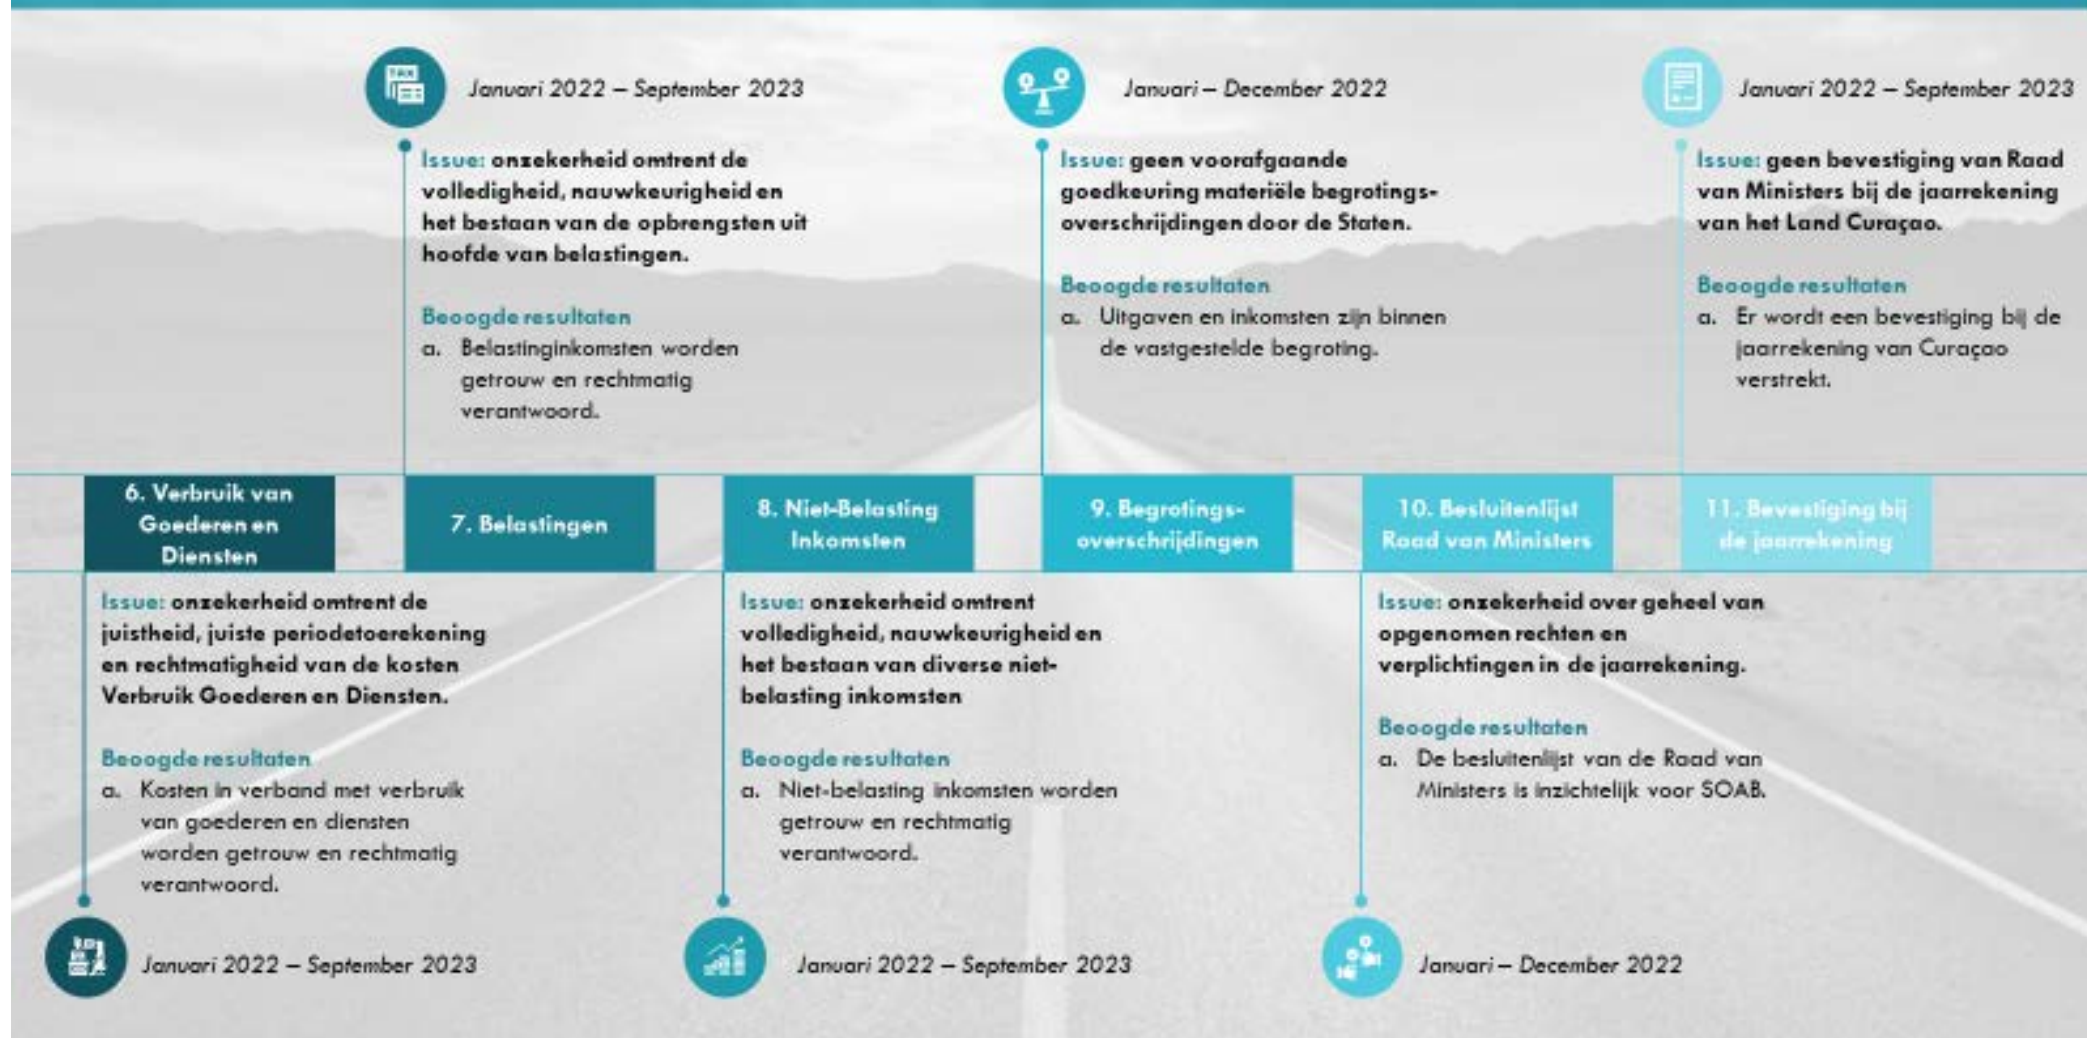 Januari 2022 – September 2023
Issue: onzekerheid omtrent de
volledigheid, nauwkeurigheid en
het bestaan van de opbrengsten uit
hoofde van belastingen.
Beoogde resultaten
a. Belastinginkomsten worden
getrouw en rechtmatig
verantwoord.
Januari – December 2022
Issue: geen voorafgaande
goedkeuring materiële begrotings-
overschrijdingen door de Staten.
Beoogde resultaten
a. Uitgaven en inkomsten zijn binnen
de vastgestelde begroting.
Januari 2022 – September 2023
Issue: geen bevestiging van Raad
van Ministers bij de jaarrekening
van het Land Curaçao.
Beoogde resultaten
a. Er wordt een bevestiging bij de
jaarrekening van Curaçao
verstrekt.
6. Verbruik van
Goederen en
Diensten
7. Belastingen
8. Niet-Belasting
Inkomsten
9. Begrotings-
overschrijdingen
10. Besluitenlijst
Raad van Ministers
11. Bevestiging bij
de jaarrekening
Issue: onzekerheid omtrent de
juistheid, juiste periodetoerekening
en rechtmatigheid van de kosten
Verbruik Goederen en Diensten.
Beoogde resultaten
a. Kosten in verband met verbruik
van goederen en diensten
worden getrouw en rechtmatig
verantwoord.
Januari 2022 – September 2023
Issue: onzekerheid omtrent
volledigheid, nauwkeurigheid en
het bestaan van diverse niet-
belasting inkomsten
Beoogde resultaten
a. Niet-belasting inkomsten worden
getrouw en rechtmatig
verantwoord.
Januari 2022 – September 2023
Issue: onzekerheid over geheel van
opgenomen rechten en
verplichtingen in de jaarrekening.
Beoogde resultaten
a. De besluitenlijst van de Raad van
Ministers is inzichtelijk voor SOAB.
Januari – December 2022